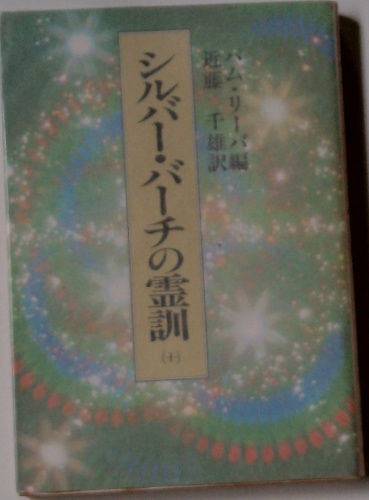 パム・リーバ編
近藤 千雄訳
シルバー・バーチの霊訓
(十)